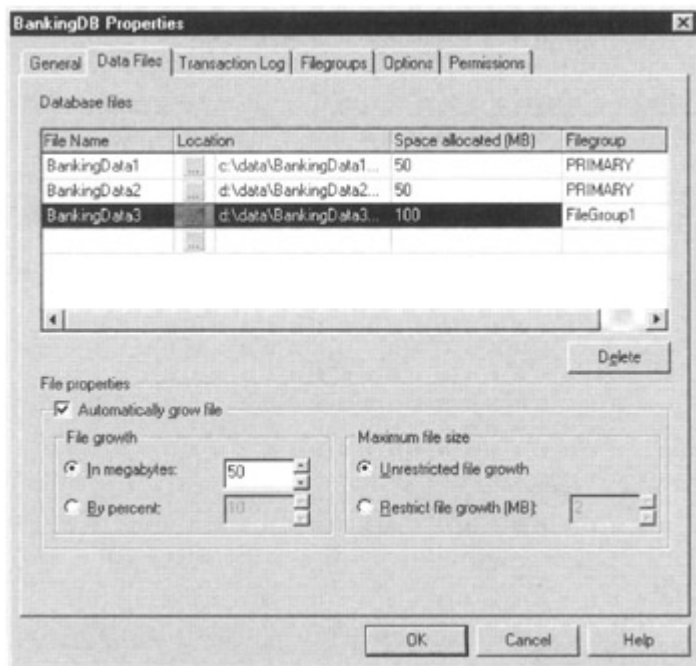 BankingDB Properties
General Data Files Transaction Log Filegroups Options Permissions
Database files
File Name Location Space allocated (MB) Filegroup
BankingData1 ... c:\data\BankingData1... 50 PRIMARY
BankingData2 ... d:\data\BankingData2... 50 PRIMARY
BankingData3 d:\data\BankingData3... 100 FileGroup1
...
Delete
File properties
Automatically grow file
File growth
In megabytes: 50
By percent: 10
Maximum file size
Unrestricted file growth
Restrict file growth (MB): 2
OK Cancel Help